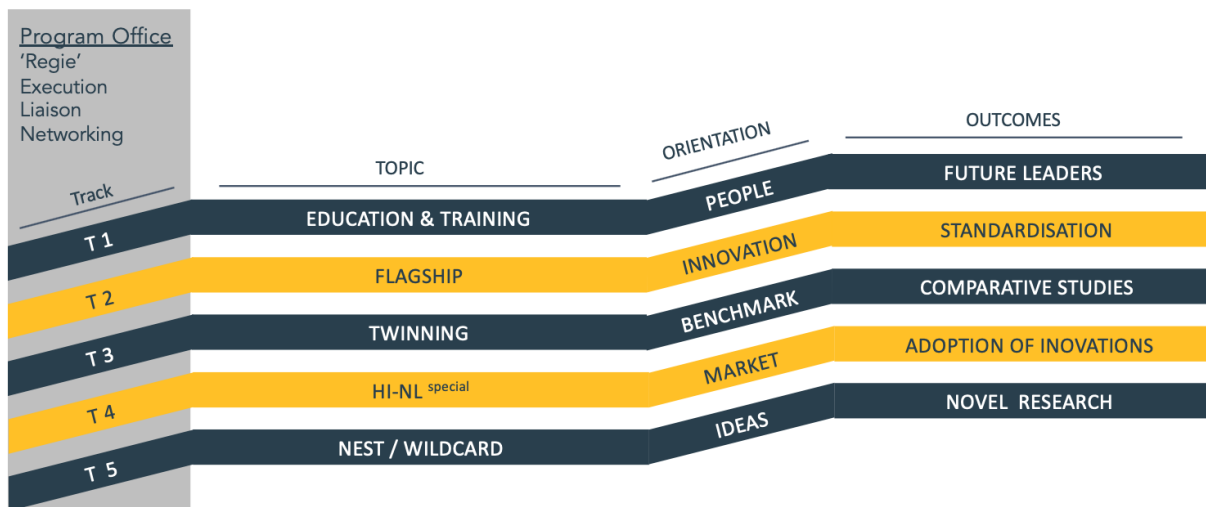 Program Office
‘Regie’
Execution
Liaison
Networking
Track
TOPIC
ORIENTATION
OUTCOMES
T 1
EDUCATION & TRAINING
PEOPLE
FUTURE LEADERS
T 2
FLAGSHIP
INNOVATION
STANDARDISATION
T 3
TWINNING
BENCHMARK
COMPARATIVE STUDIES
T 4
HI-NL special
MARKET
ADOPTION OF INOVATIONS
T 5
NEST / WILDCARD
IDEAS
NOVEL RESEARCH